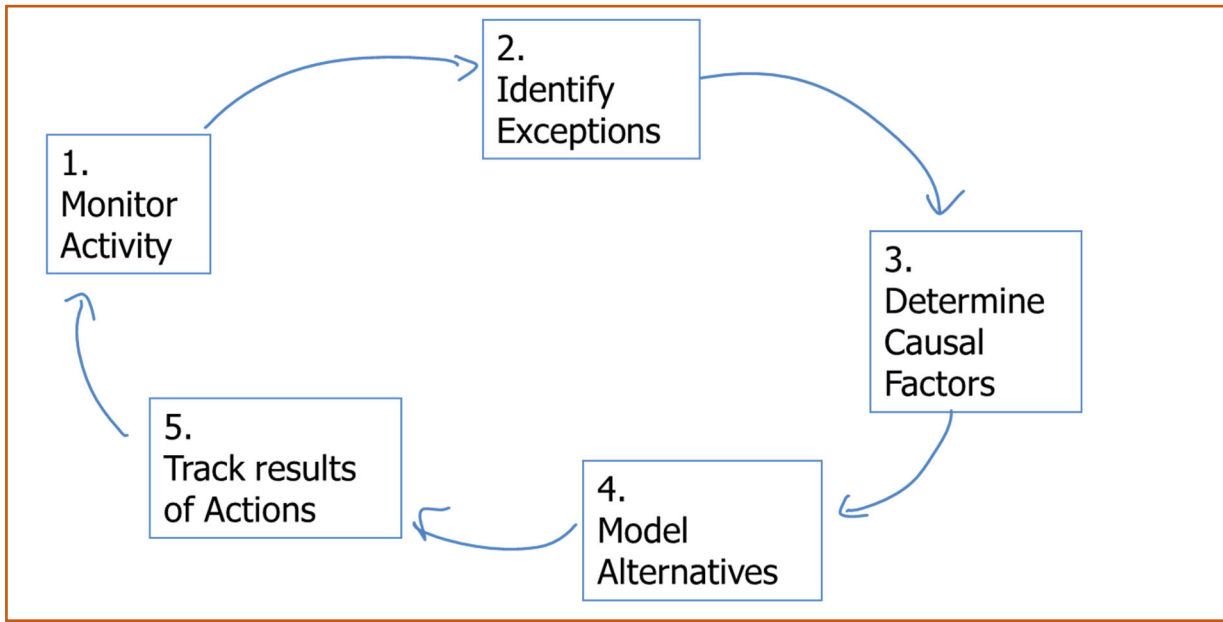 1.
Monitor
Activity
2.
Identify
Exceptions
3.
Determine
Causal
Factors
4.
Model
Alternatives
5.
Track results
of Actions